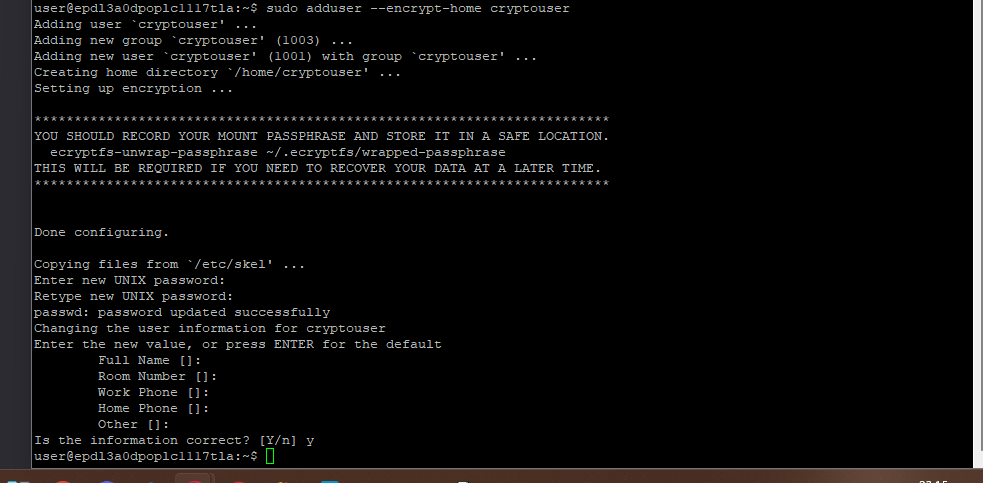 user@epdl3a0dpoplc1ll7tla:~$ sudo adduser --encrypt-home cryptouser
Adding user `cryptouser' ...
Adding new group `cryptouser' (1003) ...
Adding new user `cryptouser' (1001) with group `cryptouser' ...
Creating home directory `/home/cryptouser' ...
Setting up encryption ...
************************************************************************
YOU SHOULD RECORD YOUR MOUNT PASSPHRASE AND STORE IT IN A SAFE LOCATION.
  ecryptfs-unwrap-passphrase ~/.ecryptfs/wrapped-passphrase
THIS WILL BE REQUIRED IF YOU NEED TO RECOVER YOUR DATA AT A LATER TIME.
************************************************************************
Done configuring.
Copying files from `/etc/skel' ...
Enter new UNIX password:
Retype new UNIX password:
passwd: password updated successfully
Changing the user information for cryptouser
Enter the new value, or press ENTER for the default
        Full Name []:
        Room Number []:
        Work Phone []:
        Home Phone []:
        Other []:
Is the information correct? [Y/n] y
user@epdl3a0dpoplc1ll7tla:~$